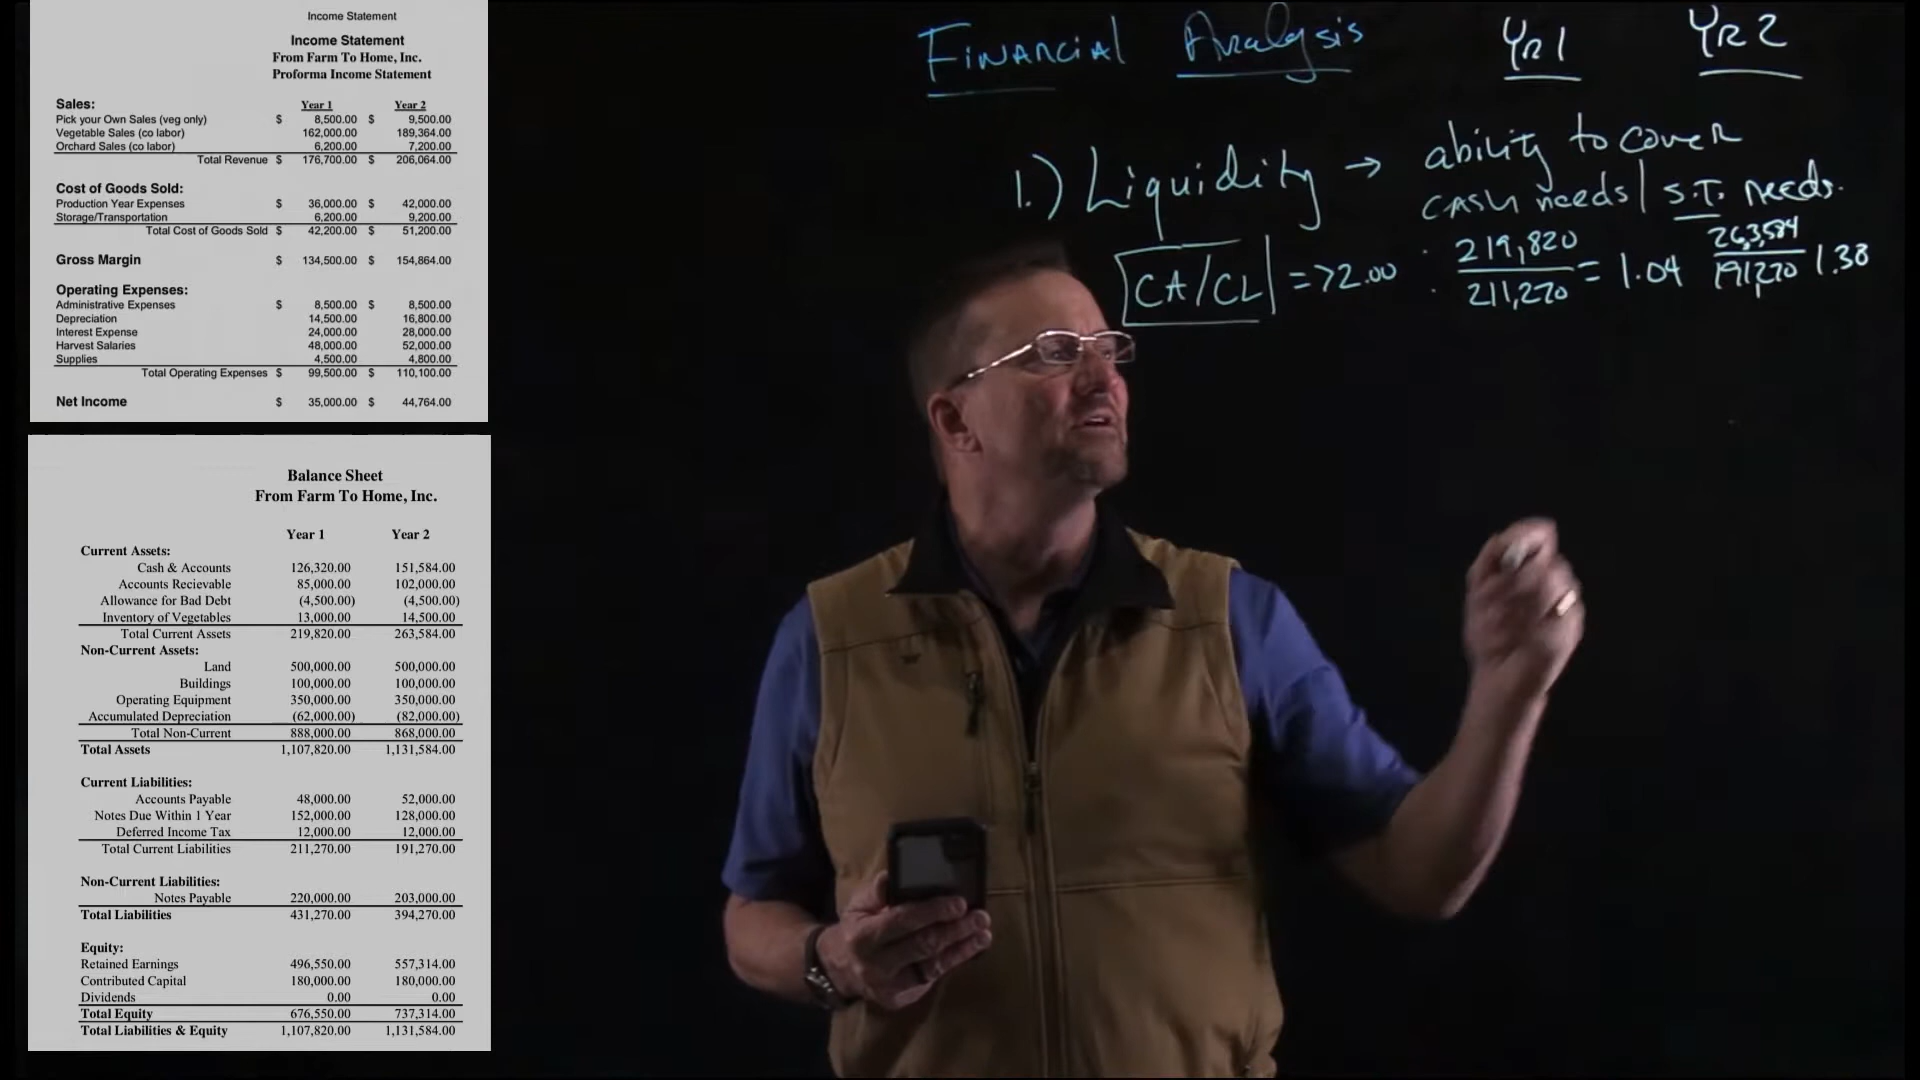 Income Statement
Income Statement
From Farm To Home, Inc.
Proforma Income Statement
Sales: Year 1 Year 2
Pick your Own Sales (veg only) $ 8,500.00 $ 9,500.00
Vegetable Sales (co labor) 162,000.00 189,364.00
Orchard Sales (co labor) 6,200.00 7,200.00
Total Revenue $ 176,700.00 $ 206,064.00
Cost of Goods Sold:
Production Year Expenses $ 36,000.00 $ 42,000.00
Storage/Transportation 6,200.00 9,200.00
Total Cost of Goods Sold $ 42,200.00 $ 51,200.00
Gross Margin $ 134,500.00 $ 154,864.00
Operating Expenses:
Administrative Expenses $ 8,500.00 $ 8,500.00
Depreciation 14,500.00 16,800.00
Interest Expense 24,000.00 28,000.00
Harvest Salaries 48,000.00 52,000.00
Supplies 4,500.00 4,800.00
Total Operating Expenses $ 99,500.00 $ 110,100.00
Net Income $ 35,000.00 $ 44,764.00
Balance Sheet
From Farm To Home, Inc.
Year 1 Year 2
Current Assets:
Cash & Accounts 126,320.00 151,584.00
Accounts Recievable 85,000.00 102,000.00
Allowance for Bad Debt (4,500.00) (4,500.00)
Inventory of Vegetables 13,000.00 14,500.00
Total Current Assets 219,820.00 263,584.00
Non-Current Assets:
Land 500,000.00 500,000.00
Buildings 100,000.00 100,000.00
Operating Equipment 350,000.00 350,000.00
Accumulated Depreciation (62,000.00) (82,000.00)
Total Non-Current 888,000.00 868,000.00
Total Assets 1,107,820.00 1,131,584.00
Current Liabilities:
Accounts Payable 48,000.00 52,000.00
Notes Due Within 1 Year 152,000.00 128,000.00
Deferred Income Tax 12,000.00 12,000.00
Total Current Liabilities 211,270.00 191,270.00
Non-Current Liabilities:
Notes Payable 220,000.00 203,000.00
Total Liabilities 431,270.00 394,270.00
Equity:
Retained Earnings 496,550.00 557,314.00
Contributed Capital 180,000.00 180,000.00
Dividends 0.00 0.00
Total Equity 676,550.00 737,314.00
Total Liabilities & Equity 1,107,820.00 1,131,584.00
Financial Analysis YR 1 YR 2
1.) Liquidity → ability to cover
CASH needs/ S.T. needs.
CA/CL = >2.00 : 219,820 / 211,270 = 1.04 263,584 / 191,270 1.38